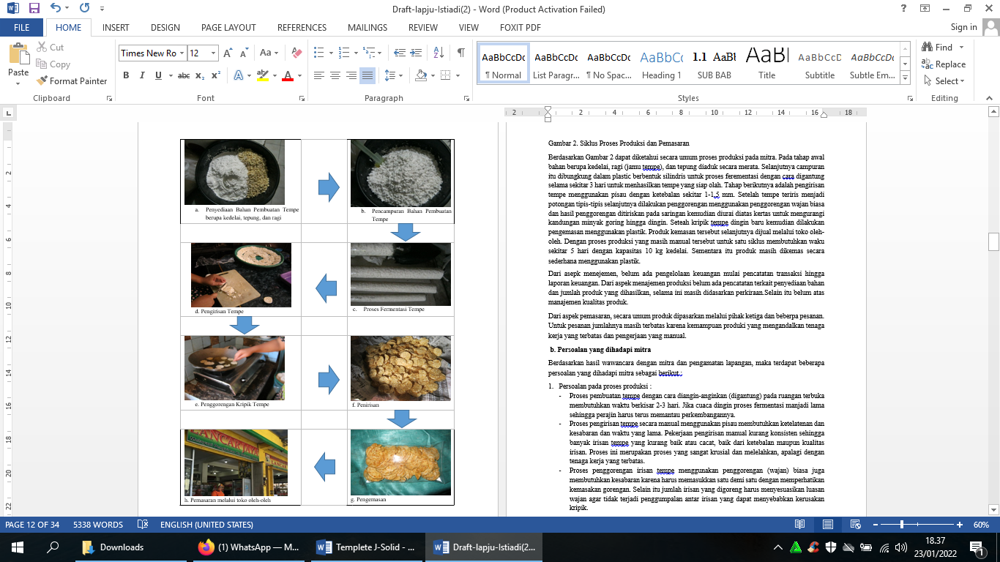 Draft-lapju-Istiadi(2) - Word (Product Activation Failed)
FILE HOME INSERT DESIGN PAGE LAYOUT REFERENCES MAILINGS REVIEW VIEW FOXIT PDF
Sign in
Paste
Cut
Copy
Format Painter
Clipboard
Times New Ro 12
Font
Paragraph
AaBbCcDc AaBbCcDc AaBbCcDc AaBbCc 1.1 AaBl AaBl AaBbCcD AaBbCcDc
¶ Normal List Paragr... ¶ No Spac... Heading 1 SUB BAB Title Subtitle Subtle Em...
Styles
Find
Replace
Select
Editing
2 2 4 6 8 10 12 14 16 18
2
4
6
8
10
12
14
16
18
20
22
a. Penyediaan Bahan Pembuatan Tempe
berupa kedelai, tepung, dan ragi
b. Pencampuran Bahan Pembuatan
Tempe
d. Pengirisan Tempe
c. Proses Fermentasi Tempe
e. Penggorengan Kripik Tempe
f. Penirisan
ANCAR JAYA
h. Pemasaran melalui toko oleh-oleh
g. Pengemasan
Gambar 2. Siklus Proses Produksi dan Pemasaran
Berdasarkan Gambar 2 dapat diketahui secara umum proses produksi pada mitra. Pada tahap awal
bahan berupa kedelai, ragi (jamu tempe), dan tepung diaduk secara merata. Selanjutnya campuran
itu dibungkung dalam plastic berbentuk silindris untuk proses ferementasi dengan cara digantung
selama sekitar 3 hari untuk menhasilkan tempe yang siap olah. Tahap berikutnya adalah pengirisan
tempe menggunakan pisau dengan ketebalan sekitar 1-1,5 mm. Setelah tempe teriris menjadi
potongan tipis-tipis selanjutnya dilakukan penggorengan menggunakan penggorengan wajan biasa
dan hasil penggorengan ditiriskan pada saringan kemudian diurai diatas kertas untuk mengurangi
kandungan minyak goring hingga dingin. Seteah kripik tempe dingin baru kemudian dilakukan
pengemasan menggunakan plastik. Produk kemasan tersebut selanjutnya dijual melalui toko oleh-
oleh. Dengan proses produksi yang masih manual tersebut untuk satu siklus membutuhkan waku
sekitar 5 hari dengan kapasitas 10 kg kedelai. Sementara itu produk masih dikemas secara
sederhana menggunakan plastik.
Dari asepk menejemen, belum ada pengelolaan keuangan mulai pencatatan transaksi hingga
laporan keuangan. Dari aspek menajemen produksi belum ada pencatatan terkait penyediaan bahan
dan jumlah produk yang dihasilkan, selama ini masih didasarkan perkiraan.Selain itu belum atas
manajemen kualitas produk.
Dari aspek pemasaran, secara umum produk dipasarkan melalui pihak ketiga dan beberpa pesanan.
Untuk pesanan jumlahnya masih terbatas karena kemampuan produki yang mengandalkan tenaga
kerja yang terbatas dan pengerjaan yang manual.
b. Persoalan yang dihadapi mitra
Berdasarkan hasil wawancara dengan mitra dan pengamatan lapangan, maka terdapat beberapa
persoalan yang dihadapi mitra sebagai berikut :
1. Persoalan pada proses produksi :
- Proses pembuatan tempe dengan cara diangin-anginkan (digantung) pada ruangan terbuka
membutuhkan waktu berkisar 2-3 hari. Jika cuaca dingin proses fermentasi manjadi lama
sehingga perajin harus terus memantau perkembangannya.
- Proses pengirisan tempe secara manual menggunakan pisau membutuhkan ketelatenan dan
kesabaran dan waktu yang lama. Pekerjaan pengirisan manual kurang konsisten sehingga
banyak irisan tempe yang kurang baik atau cacat, baik dari ketebalan maupun kualitas
irisan. Proses ini merupakan proses yang sangat krusial dan melelahkan, apalagi dengan
tenaga kerja yang terbatas.
- Proses penggorengan irisan tempe menggunakan penggorengan (wajan) biasa juga
membutuhkan kesabaran karena harus memasukkan satu demi satu dengan memperhatikan
kemasakan gorengan. Selain itu jumlah irisan yang digoreng harus menyesuaikan luasan
wajan agar tidak terjadi penggumpalan antar irisan yang dapat menyebabkan kerusakan
kripik.
PAGE 12 OF 34 5338 WORDS ENGLISH (UNITED STATES) 60%
Downloads (1) WhatsApp — M... Templete J-Solid - ... Draft-lapju-Istiadi(2...
18.37
23/01/2022
1